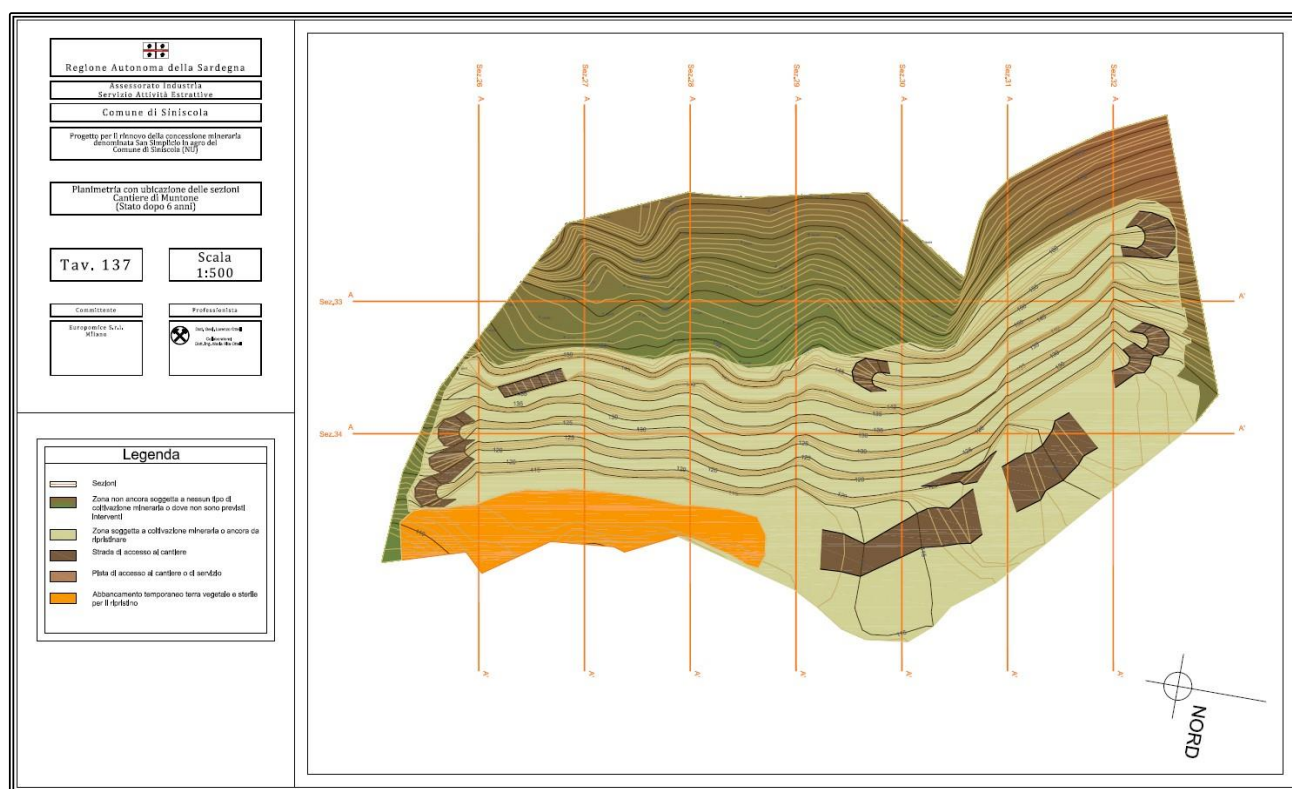 Regione Autonoma della Sardegna
Assessorato Industria
Servizio Attività Estrattive
Comune di Siniscola
Progetto per il rinnovo della concessione mineraria
denominata San Simplicio in agro del
Comune di Siniscola (NU)
Planimetria con ubicazione delle sezioni
Cantiere di Muntone
(Stato dopo 6 anni)
Tav. 137
Scala
1:500
Committente
Professionista
Europomice S.r.l.
Milano
Legenda
Sezioni
Zona non ancora soggetta a nessun tipo di
coltivazione mineraria o dove non sono previsti
interventi
Zona soggetta a coltivazione mineraria o ancora da
ripristinare
Strada di accesso al cantiere
Pista di accesso al cantiere o di servizio
Abbancamento temporaneo terra vegetale e sterile
per il ripristino
Sez.26 A
Sez.27 A
Sez.28 A
Sez.29 A
Sez.30 A
Sez.31 A
Sez.32 A
Sez.33 A A'
Sez.34 A A'
A' A' A' A' A' A' A'
NORD